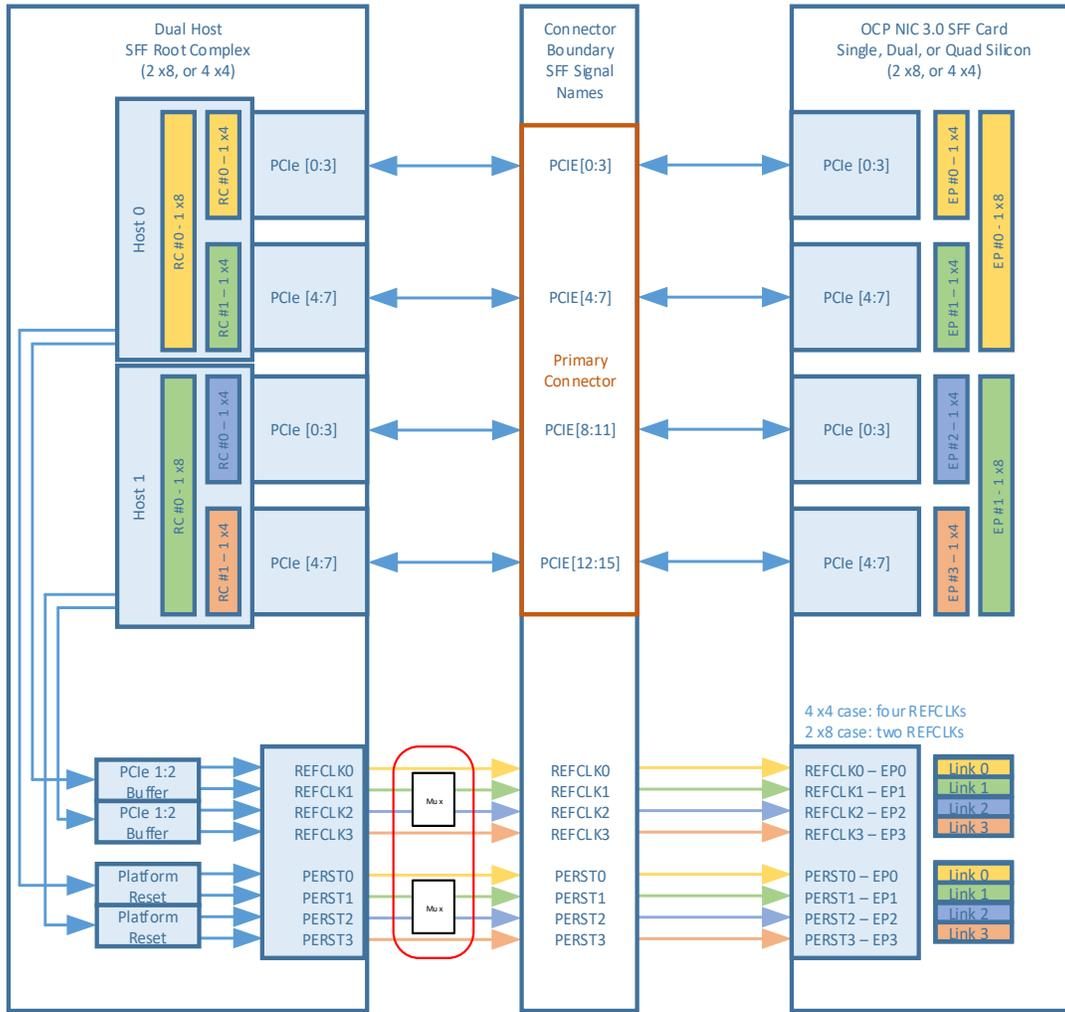 Dual Host
SFF Root Complex
(2 x8, or 4 x4)
Connector
Boundary
SFF Signal
Names
OCP NIC 3.0 SFF Card
Single, Dual, or Quad Silicon
(2 x8, or 4 x4)
Host 0
RC #0 - 1 x8
RC #0 – 1 x4
PCIe [0:3]
PCIE[0:3]
PCIe [0:3]
EP #0 – 1 x4
EP #0 - 1 x8
RC #1 – 1 x4
PCIe [4:7]
PCIE[4:7]
PCIe [4:7]
EP #1 – 1 x4
Primary
Connector
Host 1
RC #0 - 1 x8
RC #0 – 1 x4
PCIe [0:3]
PCIE[8:11]
PCIe [0:3]
EP #2 – 1 x4
EP #1 - 1 x8
RC #1 – 1 x4
PCIe [4:7]
PCIE[12:15]
PCIe [4:7]
EP #3 – 1 x4
4 x4 case: four REFCLKs
2 x8 case: two REFCLKs
PCIe 1:2
Buffer
PCIe 1:2
Buffer
REFCLK0
REFCLK1
REFCLK2
REFCLK3
Mux
REFCLK0
REFCLK1
REFCLK2
REFCLK3
REFCLK0 – EP0
REFCLK1 – EP1
REFCLK2 – EP2
REFCLK3 – EP3
Link 0
Link 1
Link 2
Link 3
Platform
Reset
Platform
Reset
PERST0
PERST1
PERST2
PERST3
Mux
PERST0
PERST1
PERST2
PERST3
PERST0 – EP0
PERST1 – EP1
PERST2 – EP2
PERST3 – EP3
Link 0
Link 1
Link 2
Link 3